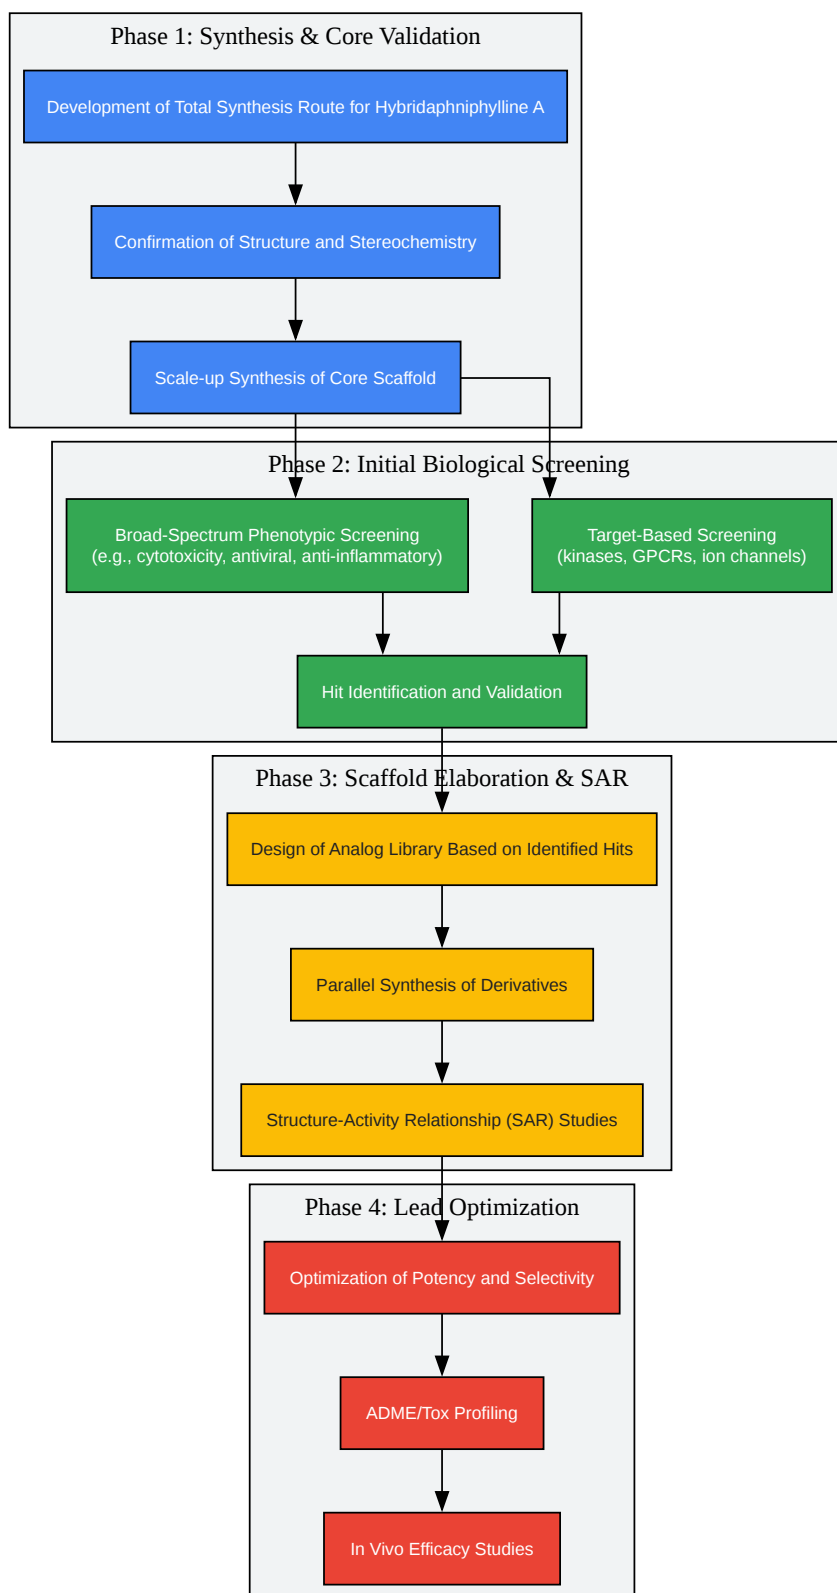 Phase 1: Synthesis & Core Validation
Development of Total Synthesis Route for Hybridaphniphylline A
Confirmation of Structure and Stereochemistry
Scale-up Synthesis of Core Scaffold
Phase 2: Initial Biological Screening
Broad-Spectrum Phenotypic Screening
(e.g., cytotoxicity, antiviral, anti-inflammatory)
Target-Based Screening
(kinases, GPCRs, ion channels)
Hit Identification and Validation
Phase 3: Scaffold Elaboration & SAR
Design of Analog Library Based on Identified Hits
Parallel Synthesis of Derivatives
Structure-Activity Relationship (SAR) Studies
Phase 4: Lead Optimization
Optimization of Potency and Selectivity
ADME/Tox Profiling
In Vivo Efficacy Studies